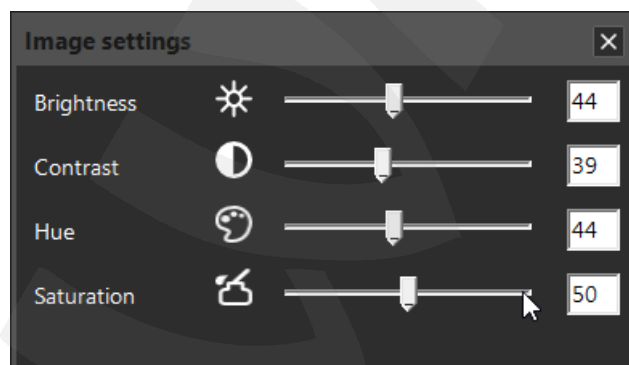 Image settings
Brightness 44
Contrast 39
Hue 44
Saturation 50